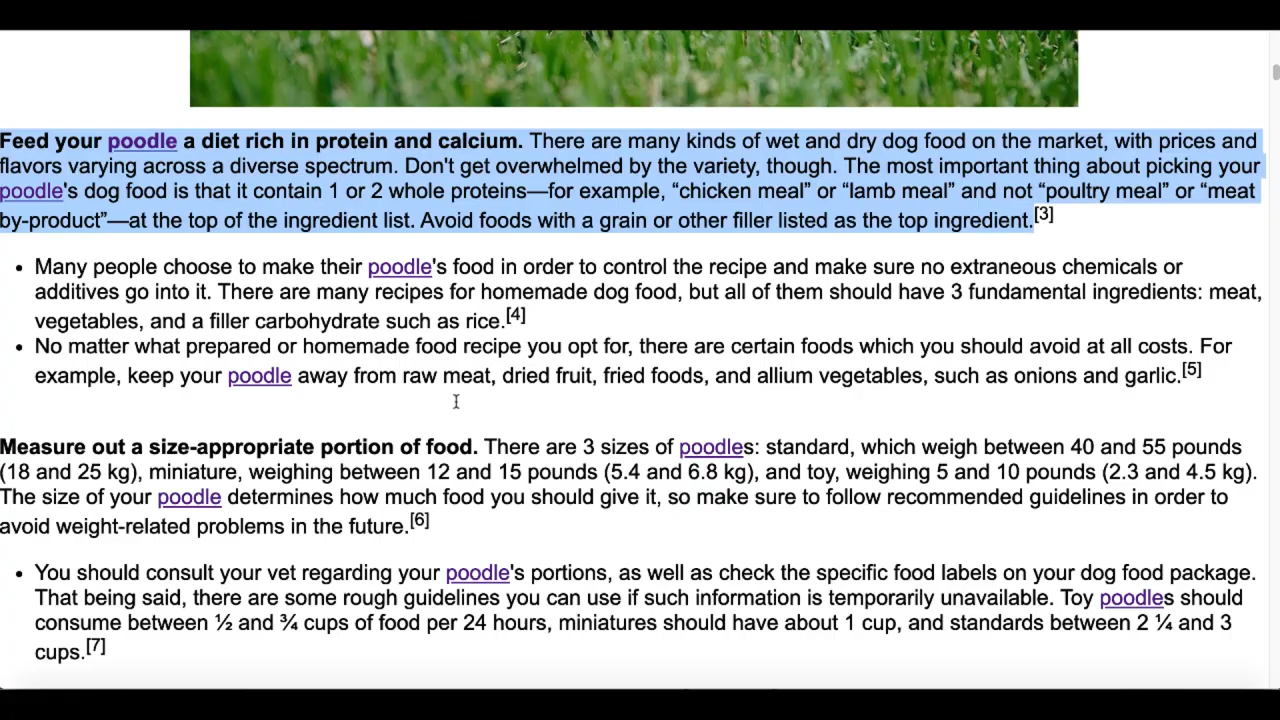 Feed your poodle a diet rich in protein and calcium. There are many kinds of wet and dry dog food on the market, with prices and
flavors varying across a diverse spectrum. Don't get overwhelmed by the variety, though. The most important thing about picking your
poodle's dog food is that it contain 1 or 2 whole proteins—for example, “chicken meal” or “lamb meal” and not “poultry meal” or “meat
by-product”—at the top of the ingredient list. Avoid foods with a grain or other filler listed as the top ingredient.[3]
• Many people choose to make their poodle's food in order to control the recipe and make sure no extraneous chemicals or
additives go into it. There are many recipes for homemade dog food, but all of them should have 3 fundamental ingredients: meat,
vegetables, and a filler carbohydrate such as rice.[4]
• No matter what prepared or homemade food recipe you opt for, there are certain foods which you should avoid at all costs. For
example, keep your poodle away from raw meat, dried fruit, fried foods, and allium vegetables, such as onions and garlic.[5]
Measure out a size-appropriate portion of food. There are 3 sizes of poodles: standard, which weigh between 40 and 55 pounds
(18 and 25 kg), miniature, weighing between 12 and 15 pounds (5.4 and 6.8 kg), and toy, weighing 5 and 10 pounds (2.3 and 4.5 kg).
The size of your poodle determines how much food you should give it, so make sure to follow recommended guidelines in order to
avoid weight-related problems in the future.[6]
• You should consult your vet regarding your poodle's portions, as well as check the specific food labels on your dog food package.
That being said, there are some rough guidelines you can use if such information is temporarily unavailable. Toy poodles should
consume between ½ and ¾ cups of food per 24 hours, miniatures should have about 1 cup, and standards between 2 ¼ and 3
cups.[7]